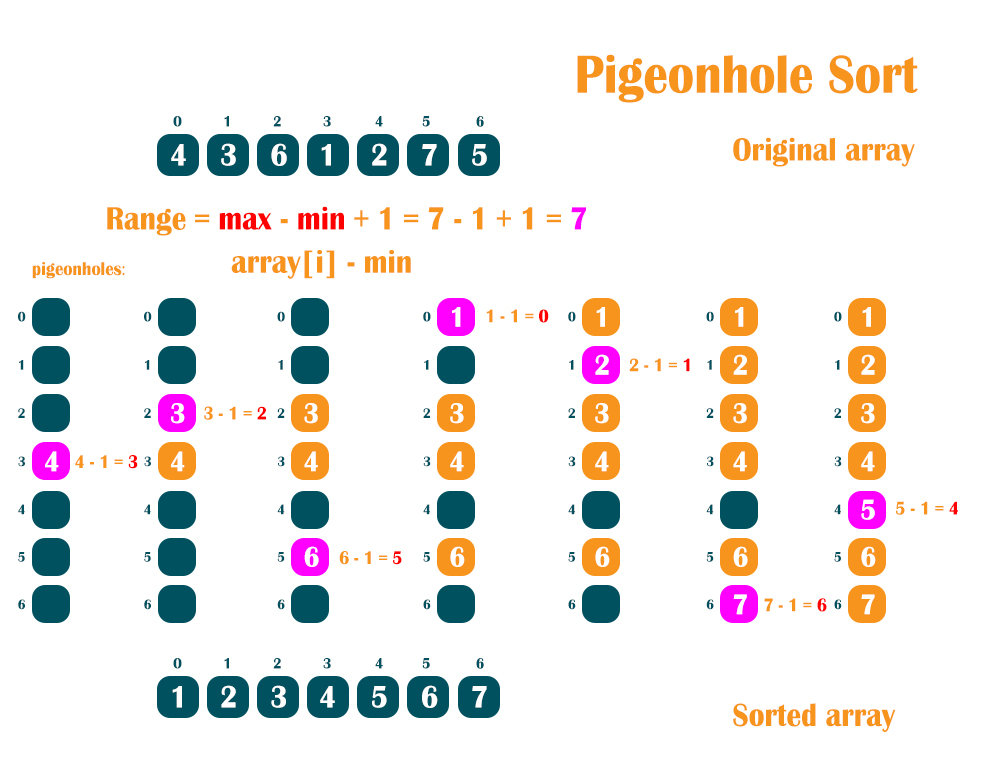 Pigeonhole Sort
0 1 2 3 4 5 6
4 3 6 1 2 7 5
Original array
Range = max - min + 1 = 7 - 1 + 1 = 7
array[i] - min
pigeonholes:
0 0 0 0 1 1 - 1 = 0 0 1 0 1 0 1
1 1 1 1 1 2 2 - 1 = 1 1 2 1 2
2 2 3 3 - 1 = 2 2 3 2 3 2 3 2 3 2 3
3 4 4 - 1 = 3 3 4 3 4 3 4 3 4 3 4 3 4
4 4 4 4 4 4 4 5 5 - 1 = 4
5 5 5 6 6 - 1 = 5 5 6 5 6 5 6 5 6
6 6 6 6 6 6 7 7 - 1 = 6 6 7
0 1 2 3 4 5 6
1 2 3 4 5 6 7
Sorted array